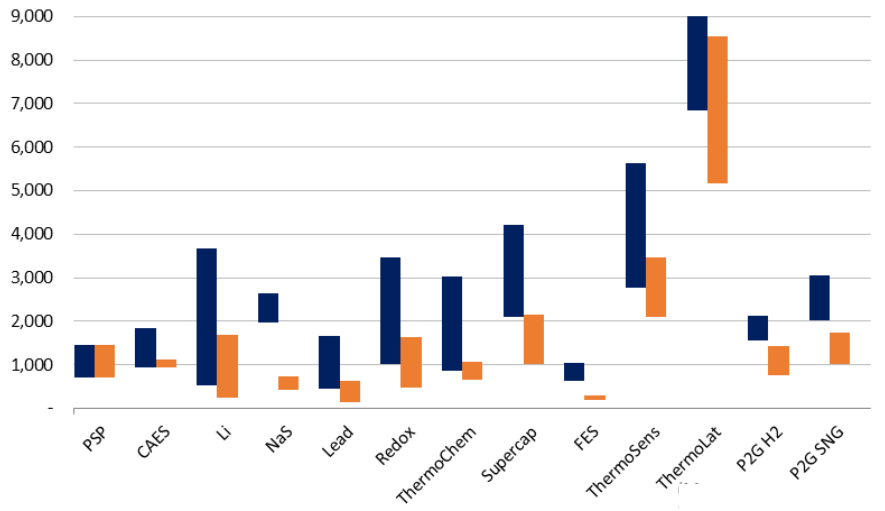 9,000
8,000
7,000
6,000
5,000
4,000
3,000
2,000
1,000
-
PSP
CAES
Li
NaS
Lead
Redox
ThermoChem
Supercap
FES
ThermoSens
ThermoLat
P2G H2
P2G SNG